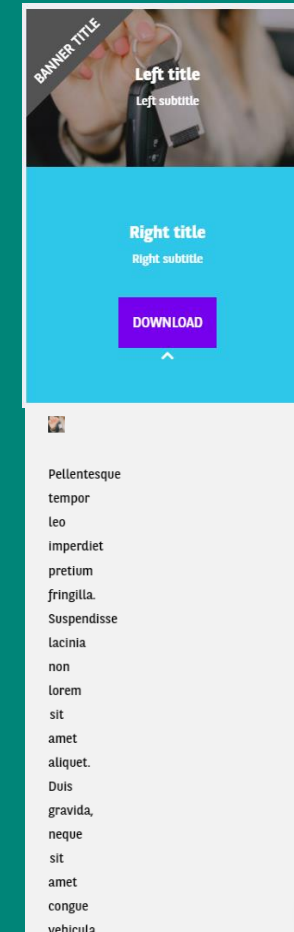 BANNER TITLE
Left title
Left subtitle
Right title
Right subtitle
DOWNLOAD
Pellentesque
tempor
leo
imperdiet
pretium
fringilla.
Suspendisse
lacinia
non
lorem
sit
amet
aliquet.
Duis
gravida,
neque
sit
amet
congue
vehicula